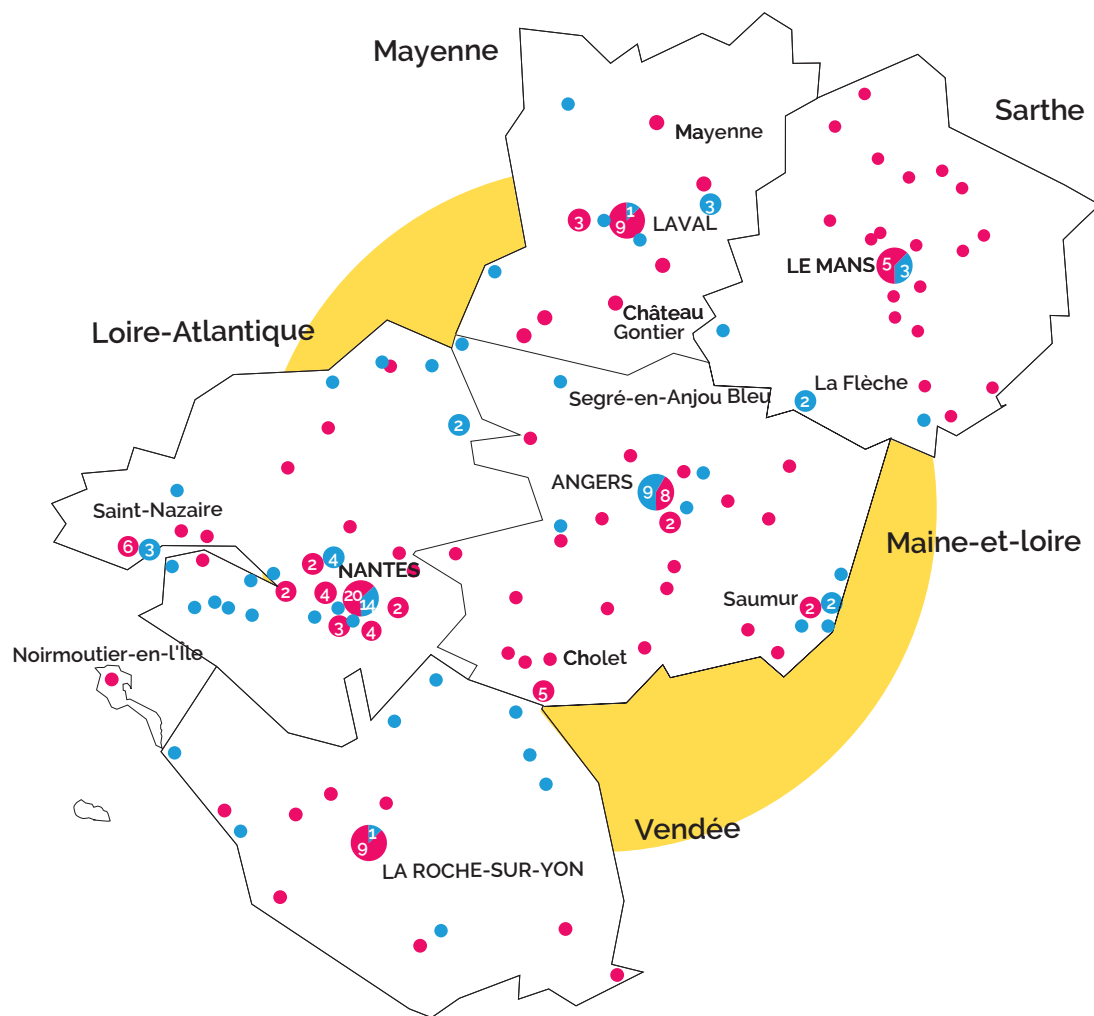 Mayenne
Sarthe
Mayenne
3
1
9
LAVAL
3
LE MANS
5
3
Château
Gontier
Loire-Atlantique
La Flèche
2
Segré-en-Anjou Bleu
2
ANGERS
9
8
2
Saint-Nazaire
6
3
Maine-et-loire
2
4
NANTES
2
4
20
14
2
3
4
Saumur
2
2
Noirmoutier-en-l'Île
Cholet
5
Vendée
1
9
LA ROCHE-SUR-YON